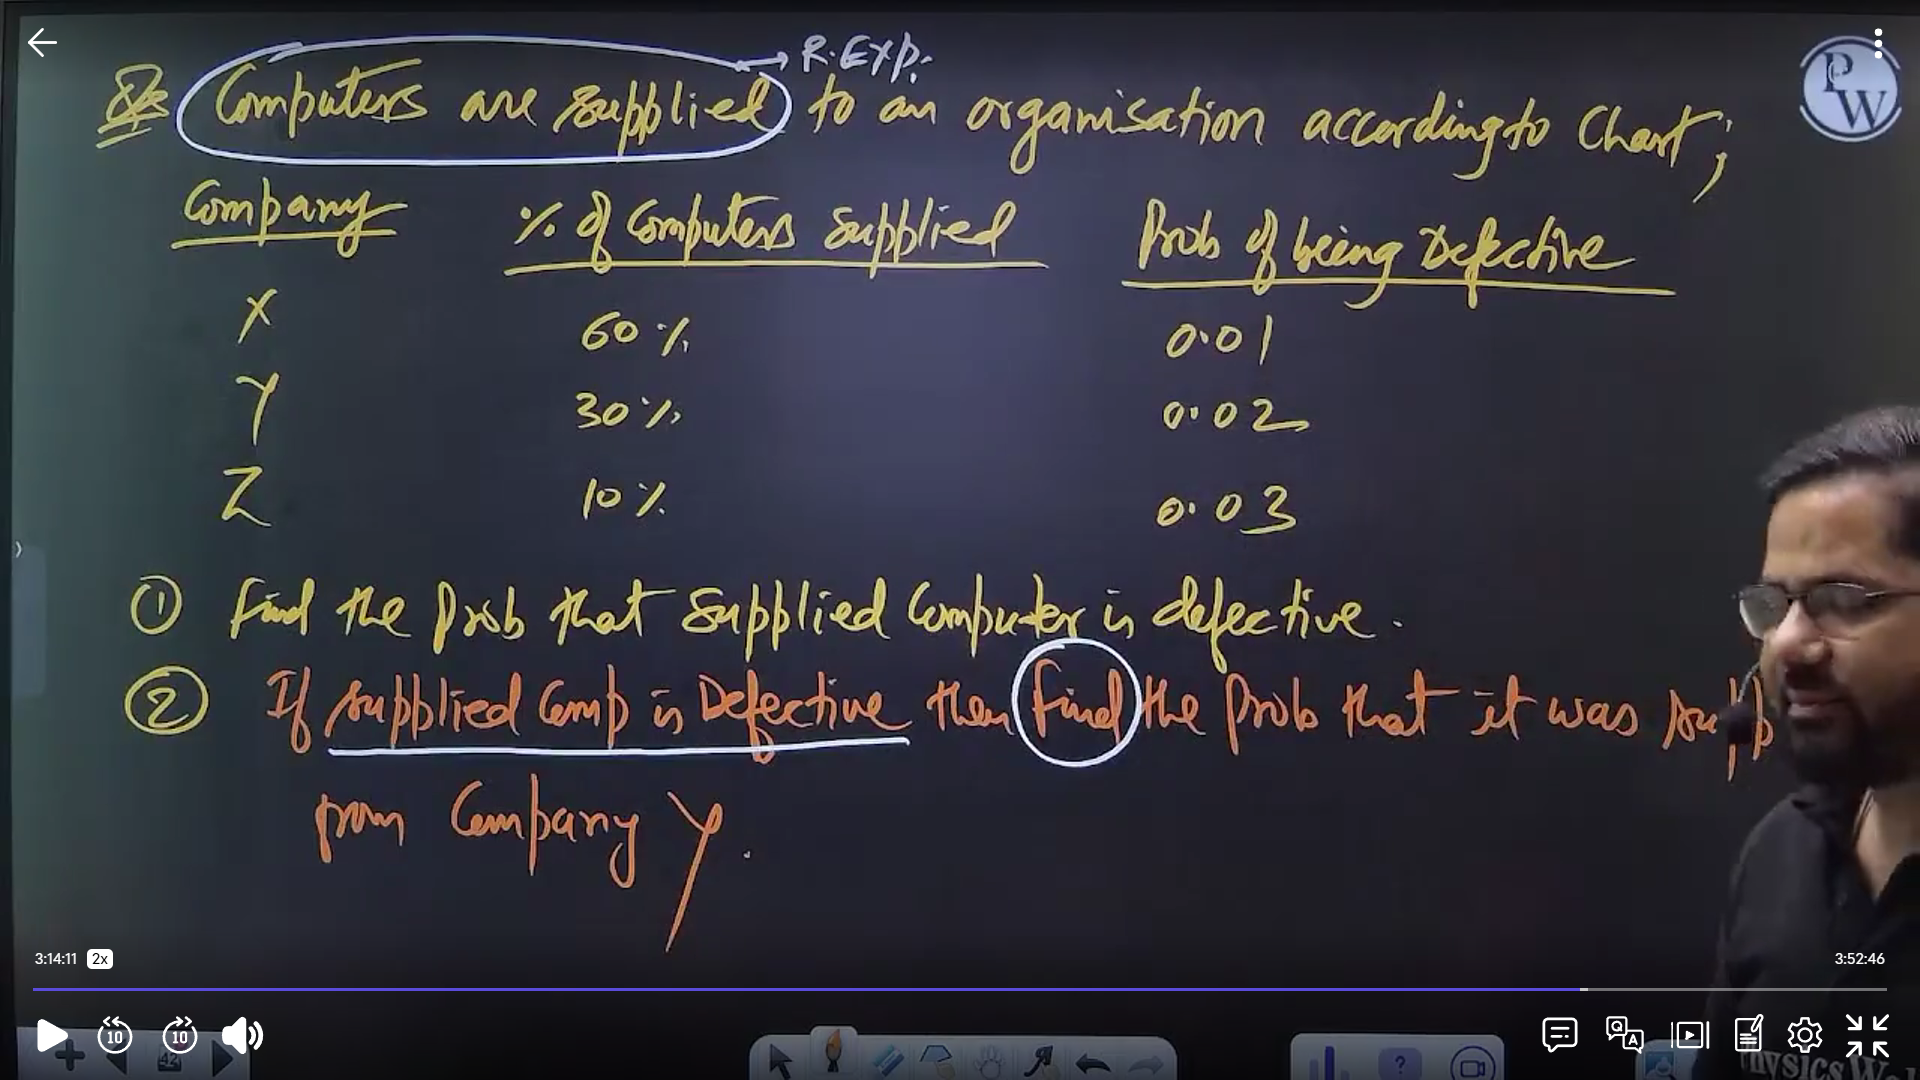 → R.Exp.
Q Computers are supplied to an organisation according to Chart;
Company % of Computers supplied Prob of being Defective
X 60% 0.01
Y 30% 0.02
Z 10% 0.03
① Find the Prob that supplied Computer is defective.
② If supplied Comp is Defective then find the Prob that it was supp
from Company Y.
PW
3:14:11 2x 3:52:46
10 10
42
?
Physics Wal